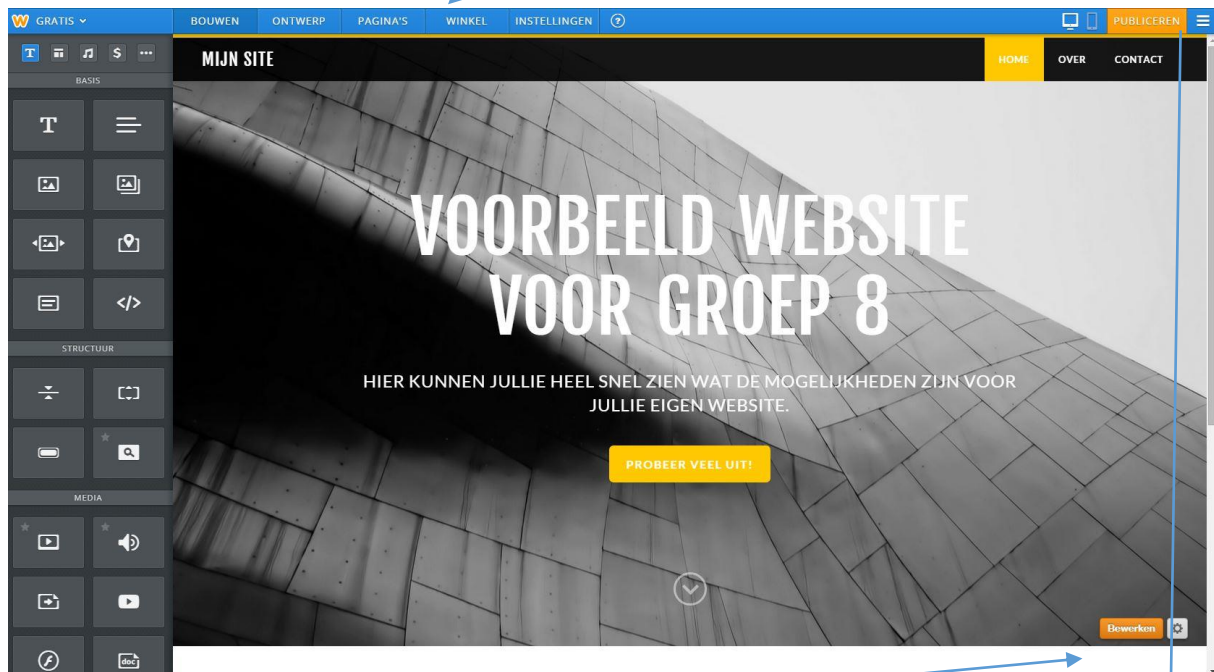 GRATIS
BOUWEN ONTWERP PAGINA'S WINKEL INSTELLINGEN ?
PUBLICEREN
T $ ...
BASIS
T
</>
STRUCTUUR
MEDIA
doc
MIJN SITE
HOME OVER CONTACT
VOORBEELD WEBSITE
VOOR GROEP 8
HIER KUNNEN JULLIE HEEL SNEL ZIEN WAT DE MOGELIJKHEDEN ZIJN VOOR
JULLIE EIGEN WEBSITE.
PROBEER VEEL UIT!
Bewerken